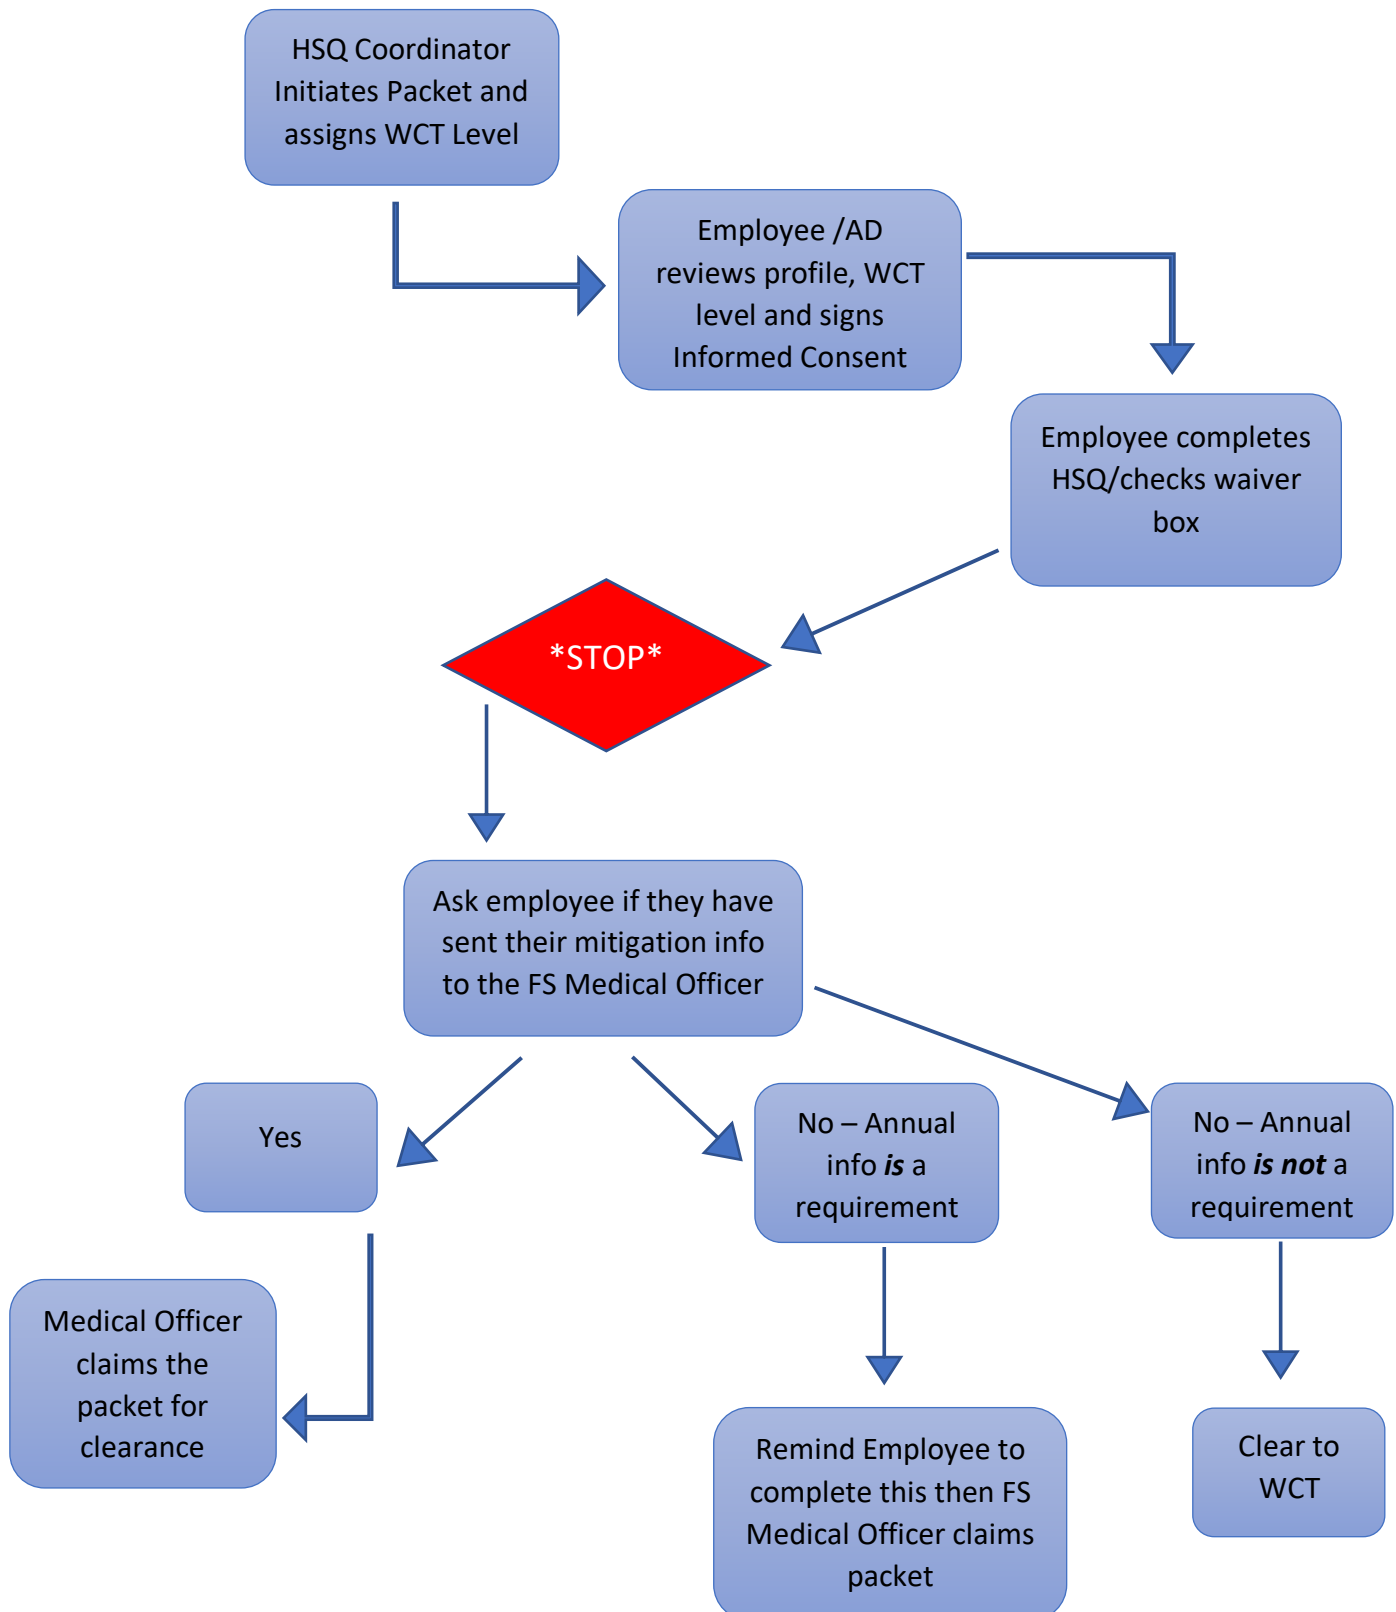 HSQ Coordinator
Initiates Packet and
assigns WCT Level
Employee /AD
reviews profile, WCT
level and signs
Informed Consent
Employee completes
HSQ/checks waiver
box
*STOP*
Ask employee if they have
sent their mitigation info
to the FS Medical Officer
Yes
No – Annual
info is a
requirement
No – Annual
info is not a
requirement
Medical Officer
claims the
packet for
clearance
Remind Employee to
complete this then FS
Medical Officer claims
packet
Clear to
WCT